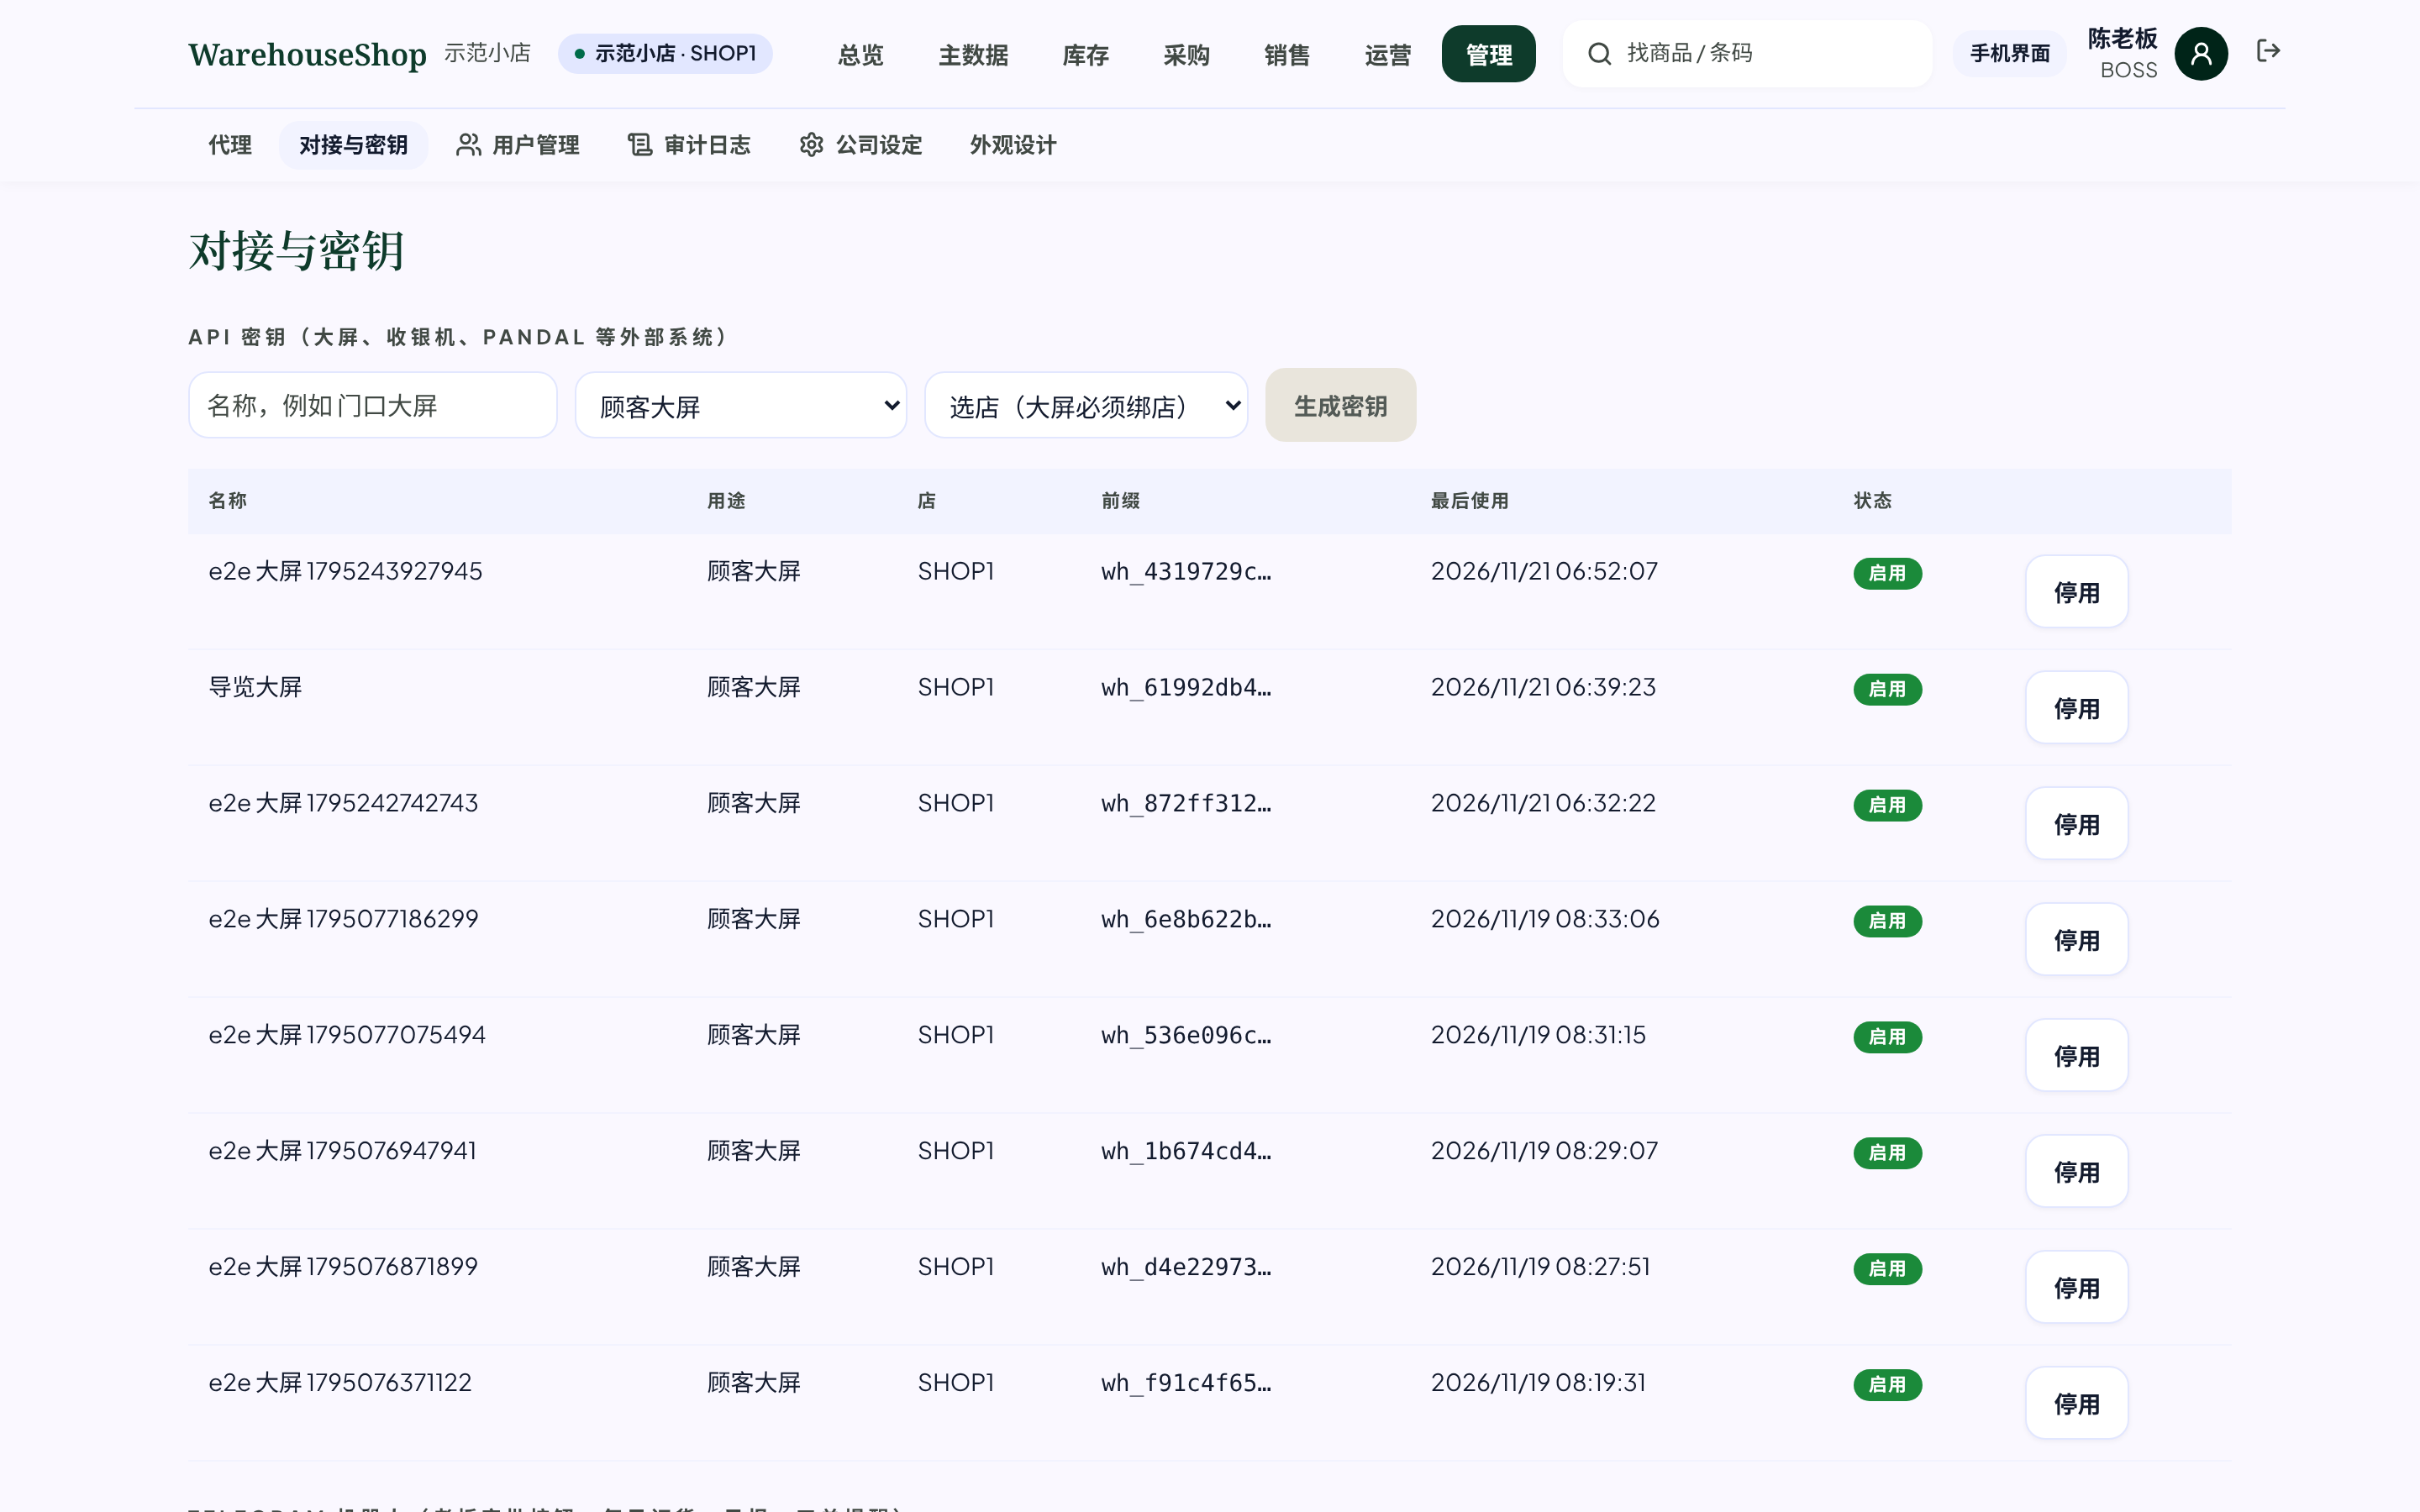 WarehouseShop 示范小店 示范小店 · SHOP1 总览 主数据 库存 采购 销售 运营 管理 找商品 / 条码 手机界面 陈老板
BOSS
代理 对接与密钥 用户管理 审计日志 公司设定 外观设计
对接与密钥
API 密钥（大屏、收银机、PANDAL 等外部系统）
名称，例如 门口大屏 顾客大屏 选店（大屏必须绑店） 生成密钥
名称 用途 店 前缀 最后使用 状态
e2e 大屏 1795243927945 顾客大屏 SHOP1 wh_4319729c… 2026/11/21 06:52:07 启用 停用
导览大屏 顾客大屏 SHOP1 wh_61992db4… 2026/11/21 06:39:23 启用 停用
e2e 大屏 1795242742743 顾客大屏 SHOP1 wh_872ff312… 2026/11/21 06:32:22 启用 停用
e2e 大屏 1795077186299 顾客大屏 SHOP1 wh_6e8b622b… 2026/11/19 08:33:06 启用 停用
e2e 大屏 1795077075494 顾客大屏 SHOP1 wh_536e096c… 2026/11/19 08:31:15 启用 停用
e2e 大屏 1795076947941 顾客大屏 SHOP1 wh_1b674cd4… 2026/11/19 08:29:07 启用 停用
e2e 大屏 1795076871899 顾客大屏 SHOP1 wh_d4e22973… 2026/11/19 08:27:51 启用 停用
e2e 大屏 1795076371122 顾客大屏 SHOP1 wh_f91c4f65… 2026/11/19 08:19:31 启用 停用